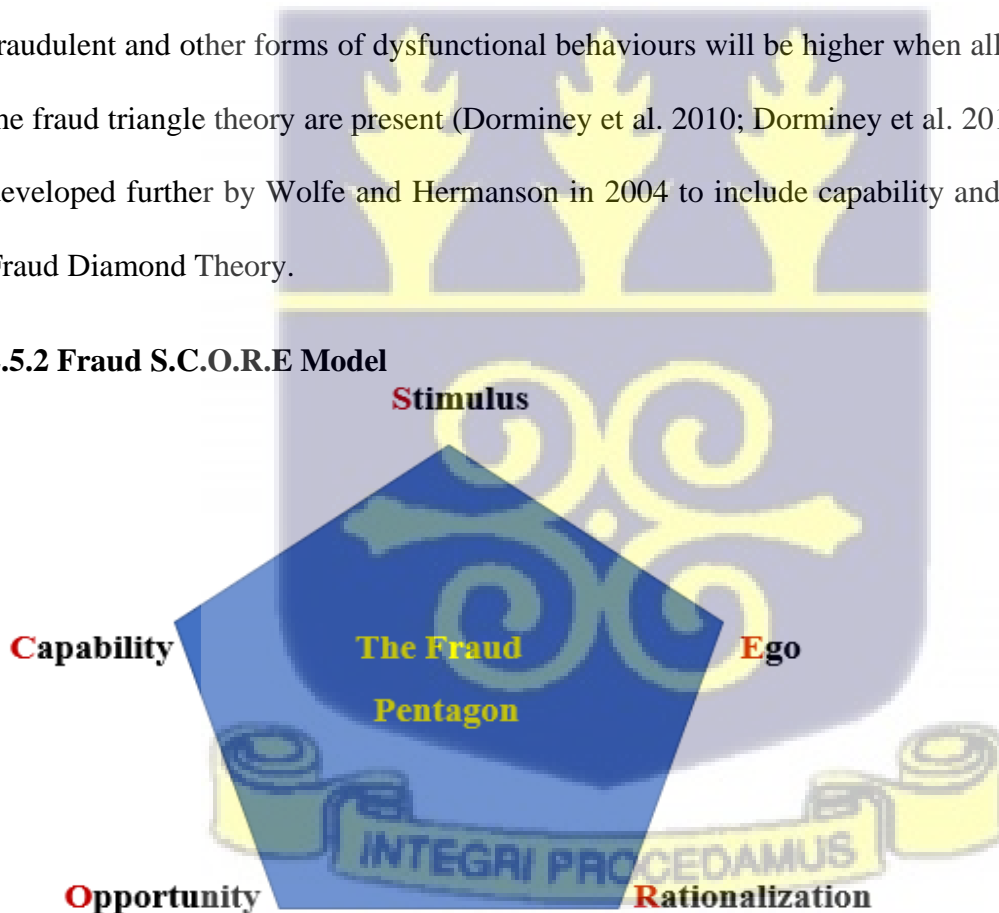 raudulent and other forms of dysfunctional behaviours will be higher when all
he fraud triangle theory are present (Dorminey et al. 2010; Dorminey et al. 201
eveloped further by Wolfe and Hermanson in 2004 to include capability and
Fraud Diamond Theory.
.5.2 Fraud S.C.O.R.E Model
Stimulus
Capability
The Fraud
Pentagon
Ego
Opportunity
Rationalization
INTEGRI PROCEDAMUS